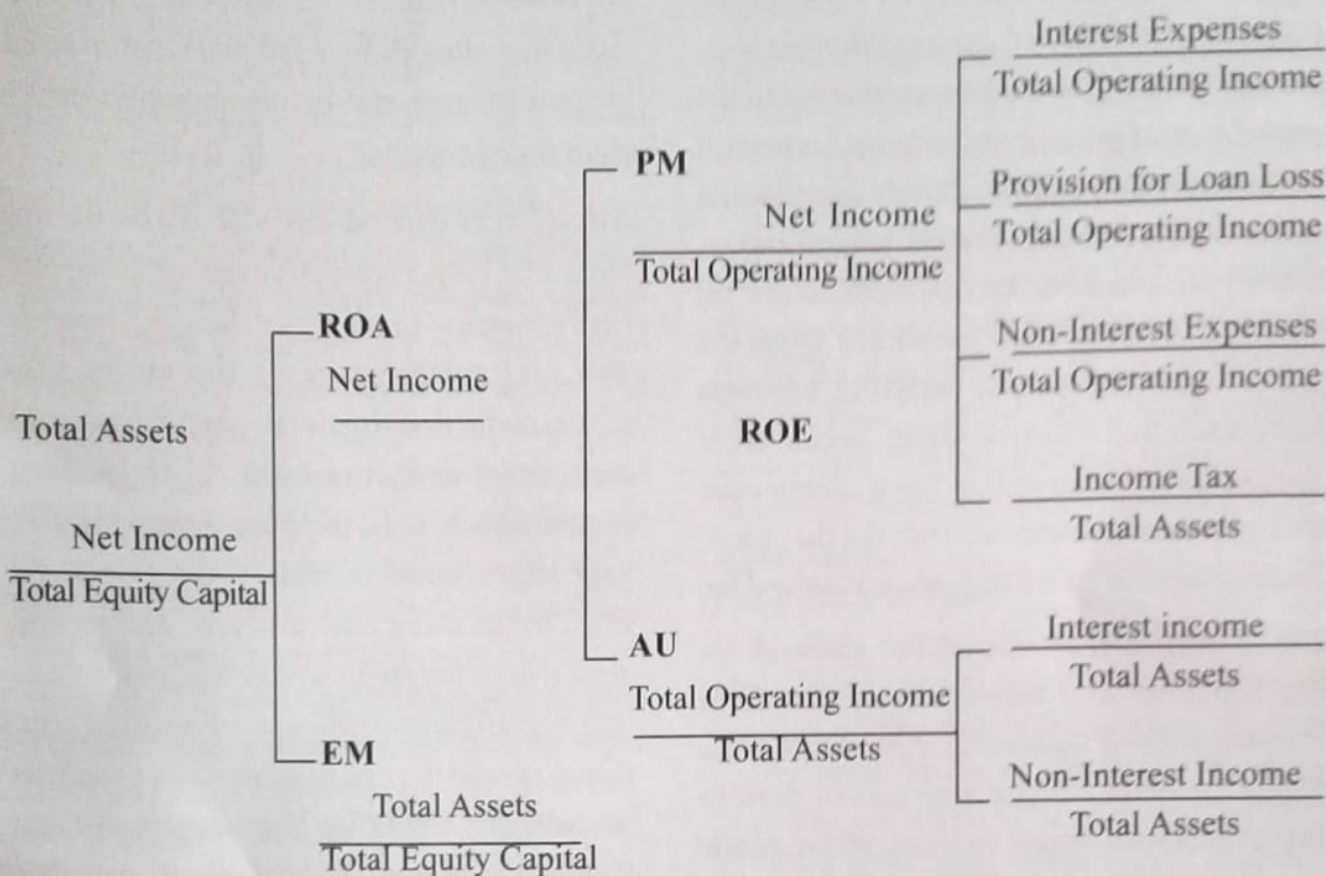 Interest Expenses
Total Operating Income
PM
Net Income
Total Operating Income
Provision for Loan Loss
Total Operating Income
ROA
Net Income
Non-Interest Expenses
Total Operating Income
Total Assets
ROE
Income Tax
Total Assets
Net Income
Total Equity Capital
AU
Total Operating Income
Total Assets
Interest income
Total Assets
EM
Total Assets
Total Equity Capital
Non-Interest Income
Total Assets